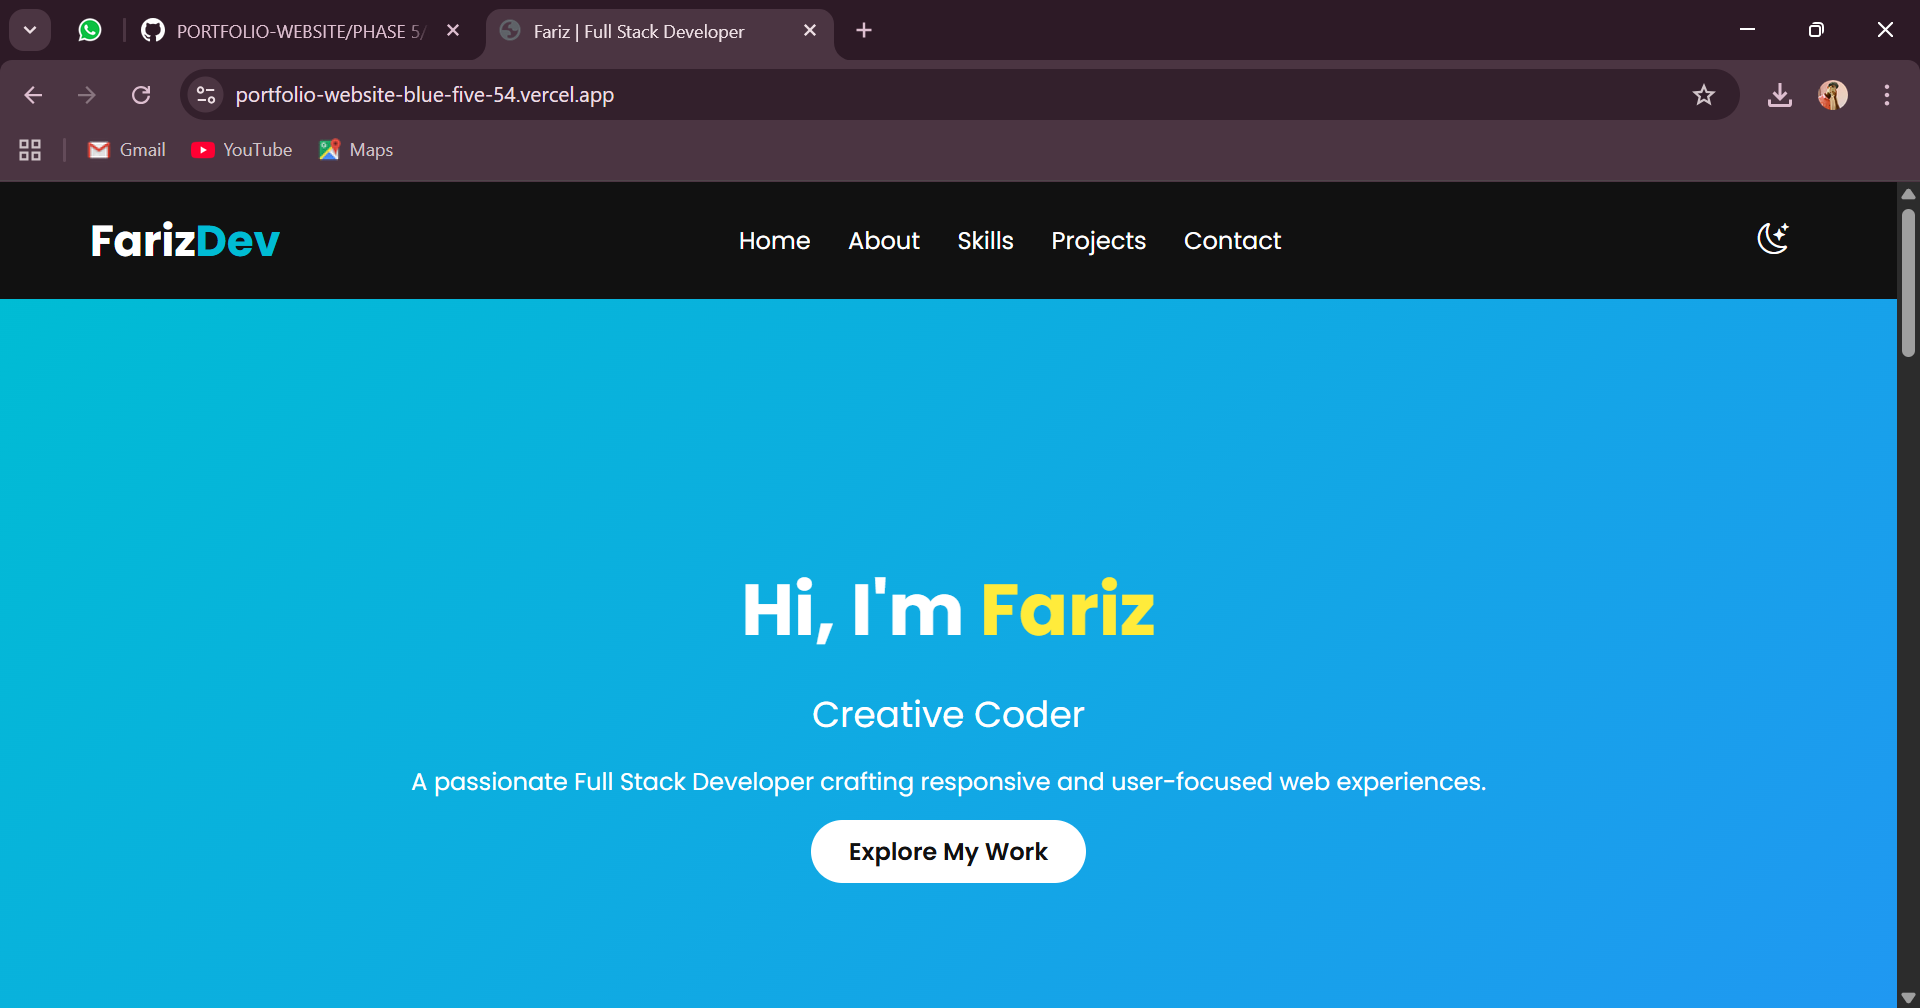 PORTFOLIO-WEBSITE/PHASE 5/
Fariz | Full Stack Developer
portfolio-website-blue-five-54.vercel.app
Gmail YouTube Maps
FarizDev Home About Skills Projects Contact
Hi, I'm Fariz
Creative Coder
A passionate Full Stack Developer crafting responsive and user-focused web experiences.
Explore My Work